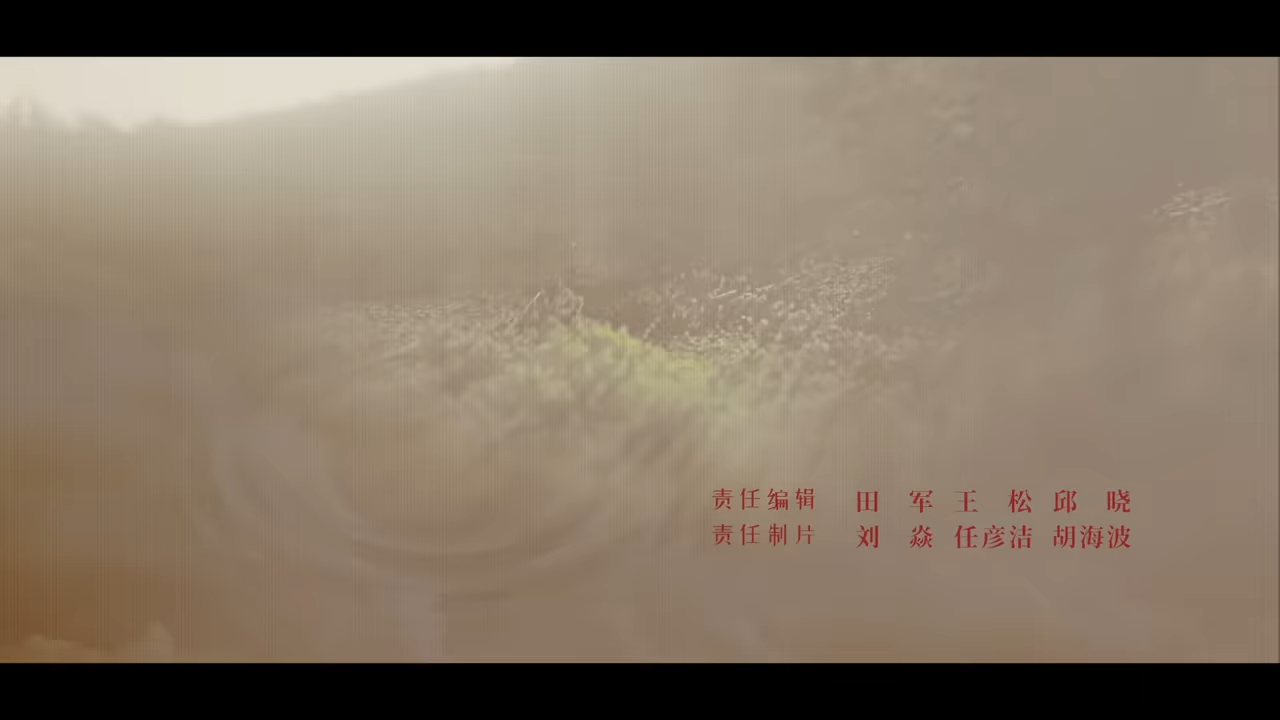 责任编辑 田 军 王 松 邱 晓
责任制片 刘 焱 任彦洁 胡海波